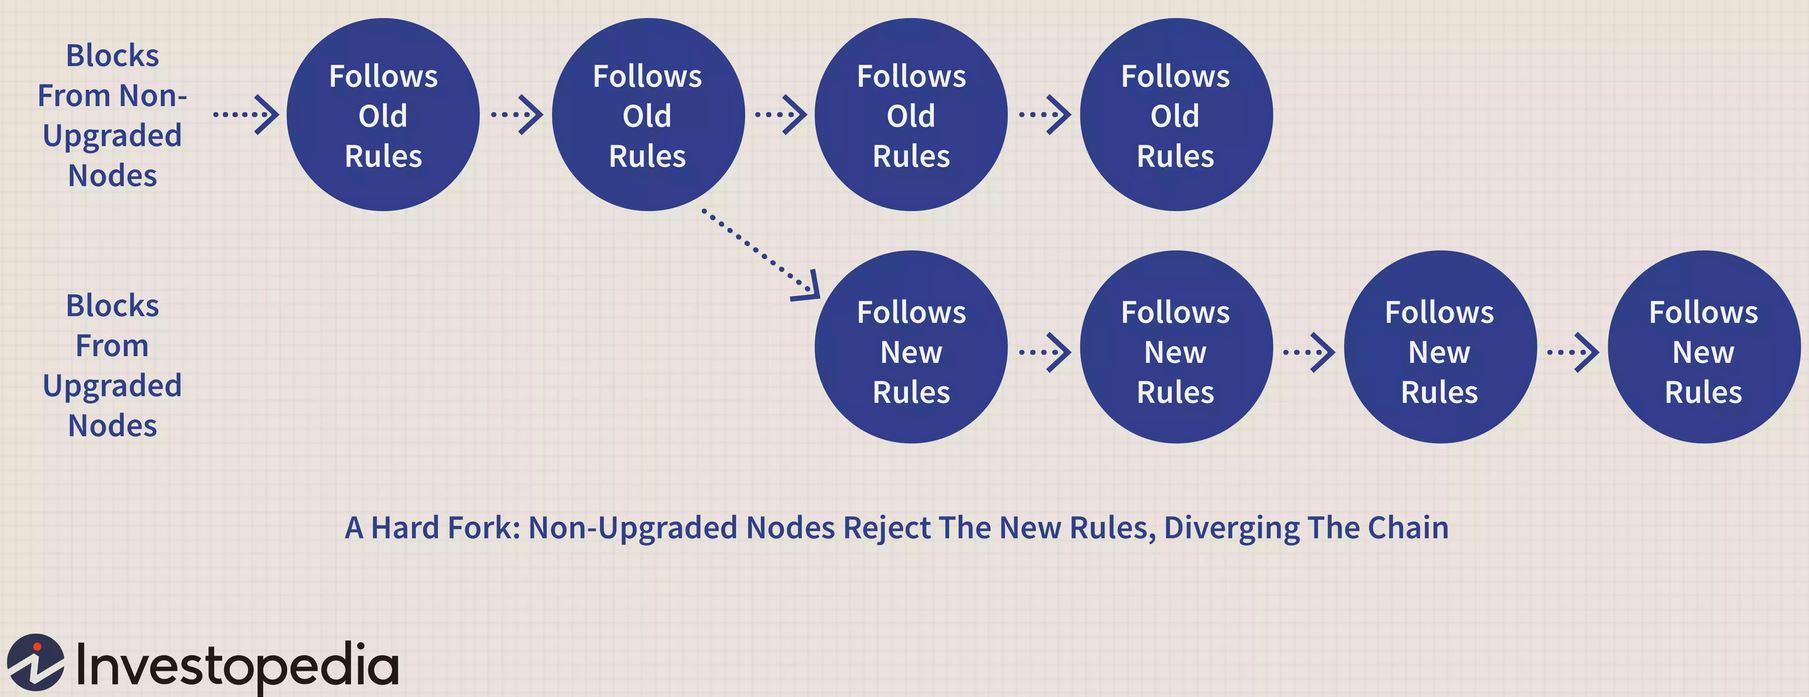 Blocks
From Non-
Upgraded
Nodes
Follows
Old
Rules
Follows
Old
Rules
Follows
Old
Rules
Follows
Old
Rules
Blocks
From
Upgraded
Nodes
Follows
New
Rules
Follows
New
Rules
Follows
New
Rules
Follows
New
Rules
A Hard Fork: Non-Upgraded Nodes Reject The New Rules, Diverging The Chain
Investopedia